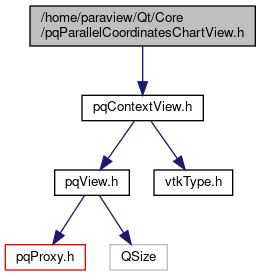 /home/paraview/Qt/Core
/pqParallelCoordinatesChartView.h
pqContextView.h
pqView.h
vtkType.h
pqProxy.h
QSize